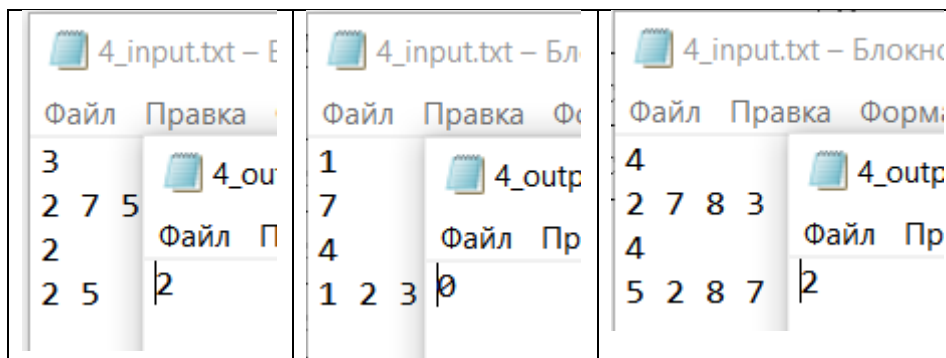 4_input.txt – Б
Файл Правка
3
2 7 5
2
2 5
4_ou
Файл П
2
4_input.txt – Бл
Файл Правка Фо
1
7
4
1 2 3
4_outp
Файл Пр
0
4_input.txt – Блокно
Файл Правка Форма
4
2 7 8 3
4
5 2 8 7
4_outp
Файл Пр
2